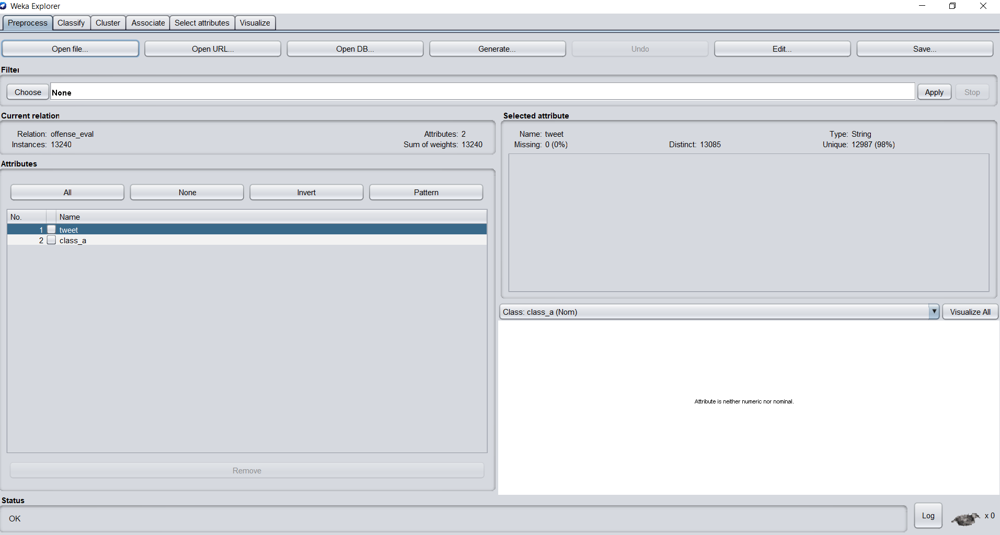 Weka Explorer
Preprocess Classify Cluster Associate Select attributes Visualize
Open file... Open URL... Open DB... Generate... Undo Edit... Save...
Filter
Choose None Apply Stop
Current relation
Relation: offense_eval Attributes: 2
Instances: 13240 Sum of weights: 13240
Attributes
All None Invert Pattern
No. Name
1 tweet
2 class_a
Remove
Selected attribute
Name: tweet Type: String
Missing: 0 (0%) Distinct: 13085 Unique: 12987 (98%)
Class: class_a (Nom) Visualize All
Attribute is neither numeric nor nominal.
Status
OK
Log x 0